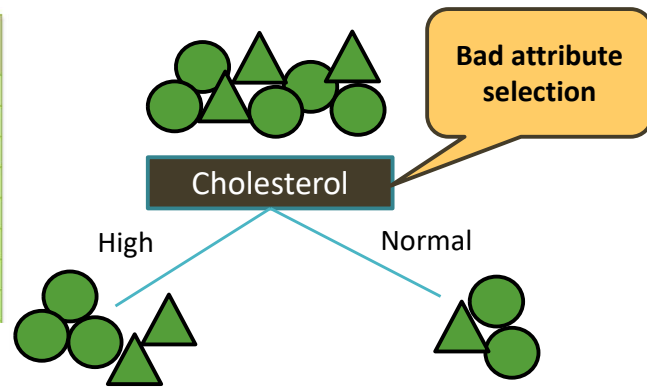 Bad attribute
selection
Cholesterol
High
Normal